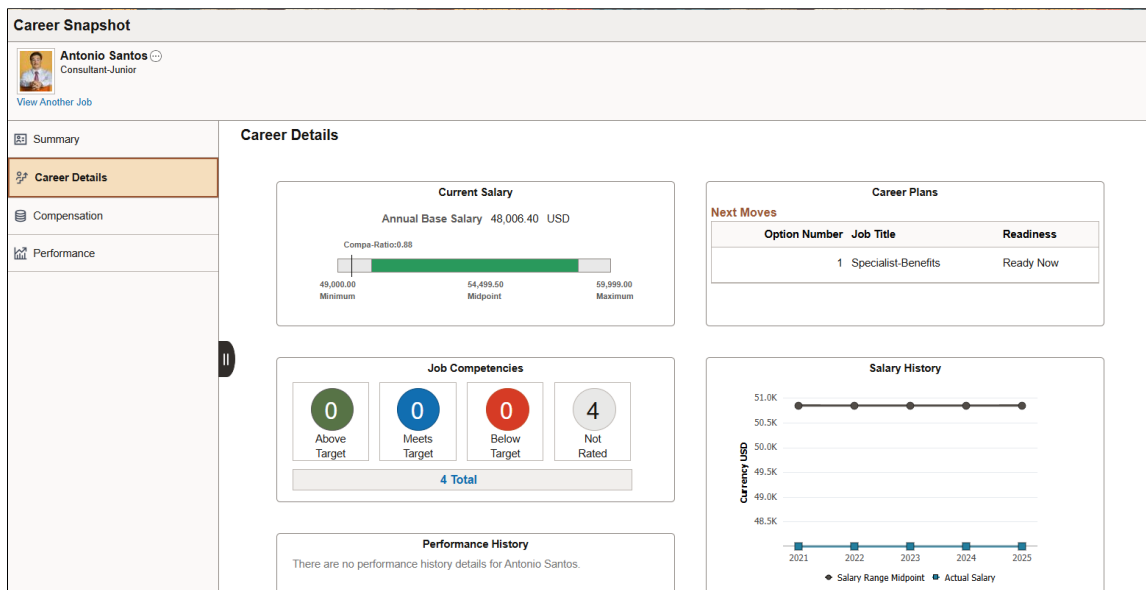 Career Snapshot
Antonio Santos
Consultant-Junior
View Another Job
Summary
Career Details
Compensation
Performance
Career Details
Current Salary
Annual Base Salary 48,006.40 USD
Compa-Ratio:0.88
49,000.00 54,499.50 59,999.00
Minimum Midpoint Maximum
Career Plans
Next Moves
Option Number Job Title Readiness
1 Specialist-Benefits Ready Now
Job Competencies
0 0 0 4
Above Meets Below Not
Target Target Target Rated
4 Total
Salary History
Currency USD
51.0K
50.5K
50.0K
49.5K
49.0K
48.5K
2021 2022 2023 2024 2025
Salary Range Midpoint Actual Salary
Performance History
There are no performance history details for Antonio Santos.